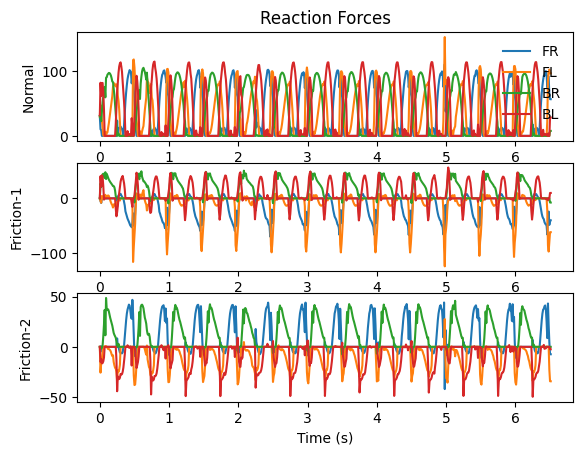 Reaction Forces
Normal
100
0
FR
FL
BR
BL
0 1 2 3 4 5 6
Friction-1
0
−100
0 1 2 3 4 5 6
Friction-2
50
0
−50
0 1 2 3 4 5 6
Time (s)